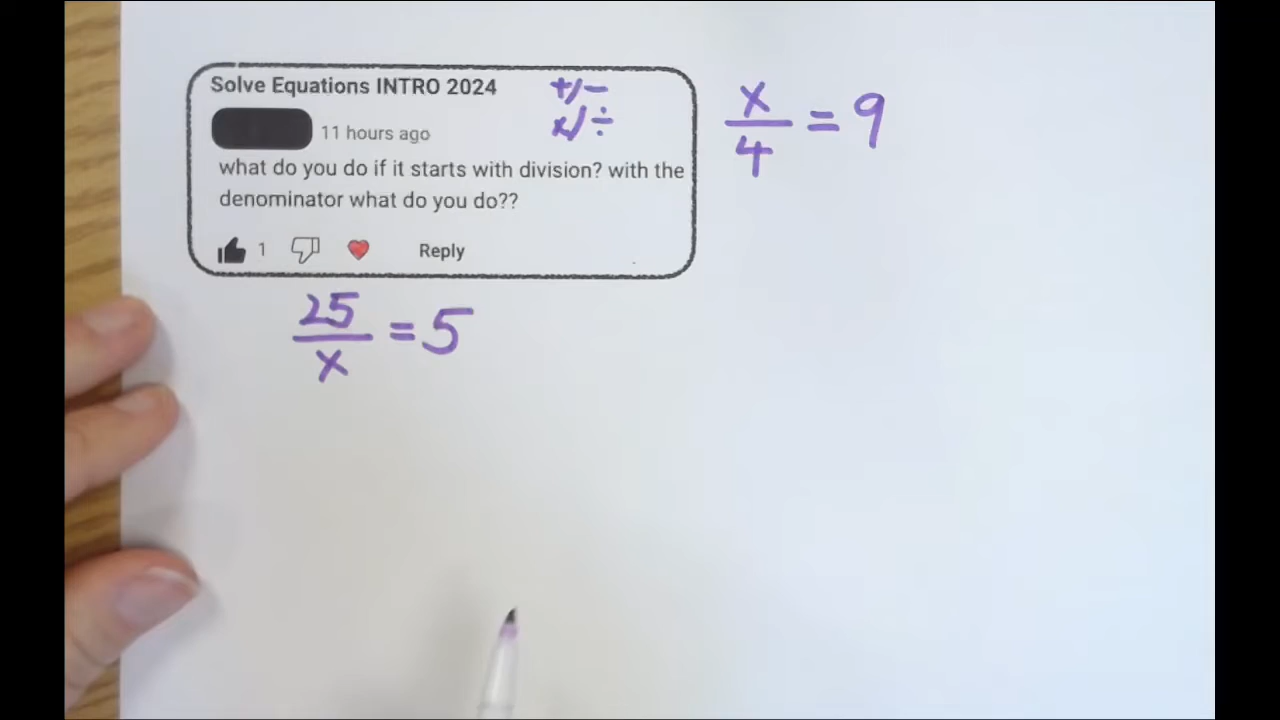 Solve Equations INTRO 2024
+/-
11 hours ago
x/÷
what do you do if it starts with division? with the
denominator what do you do??
1
Reply
x/4 = 9
25/x = 5